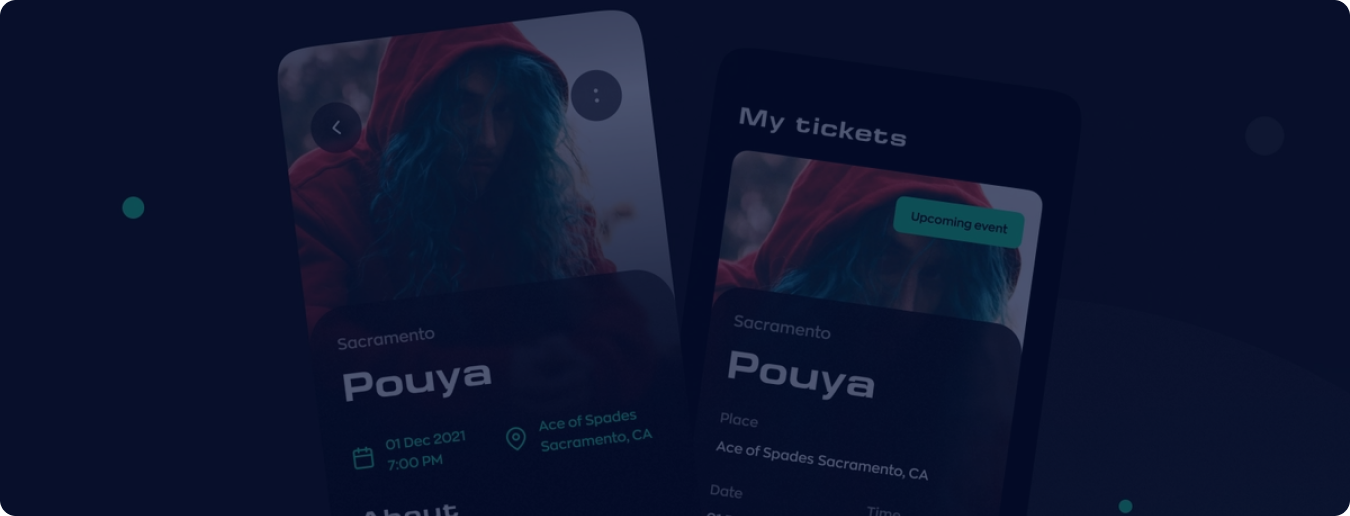 Sacramento
Pouya
01 Dec 2021
7:00 PM
Ace of Spades
Sacramento, CA
About
My tickets
Upcoming event
Sacramento
Pouya
Place
Ace of Spades Sacramento, CA
Date
Time